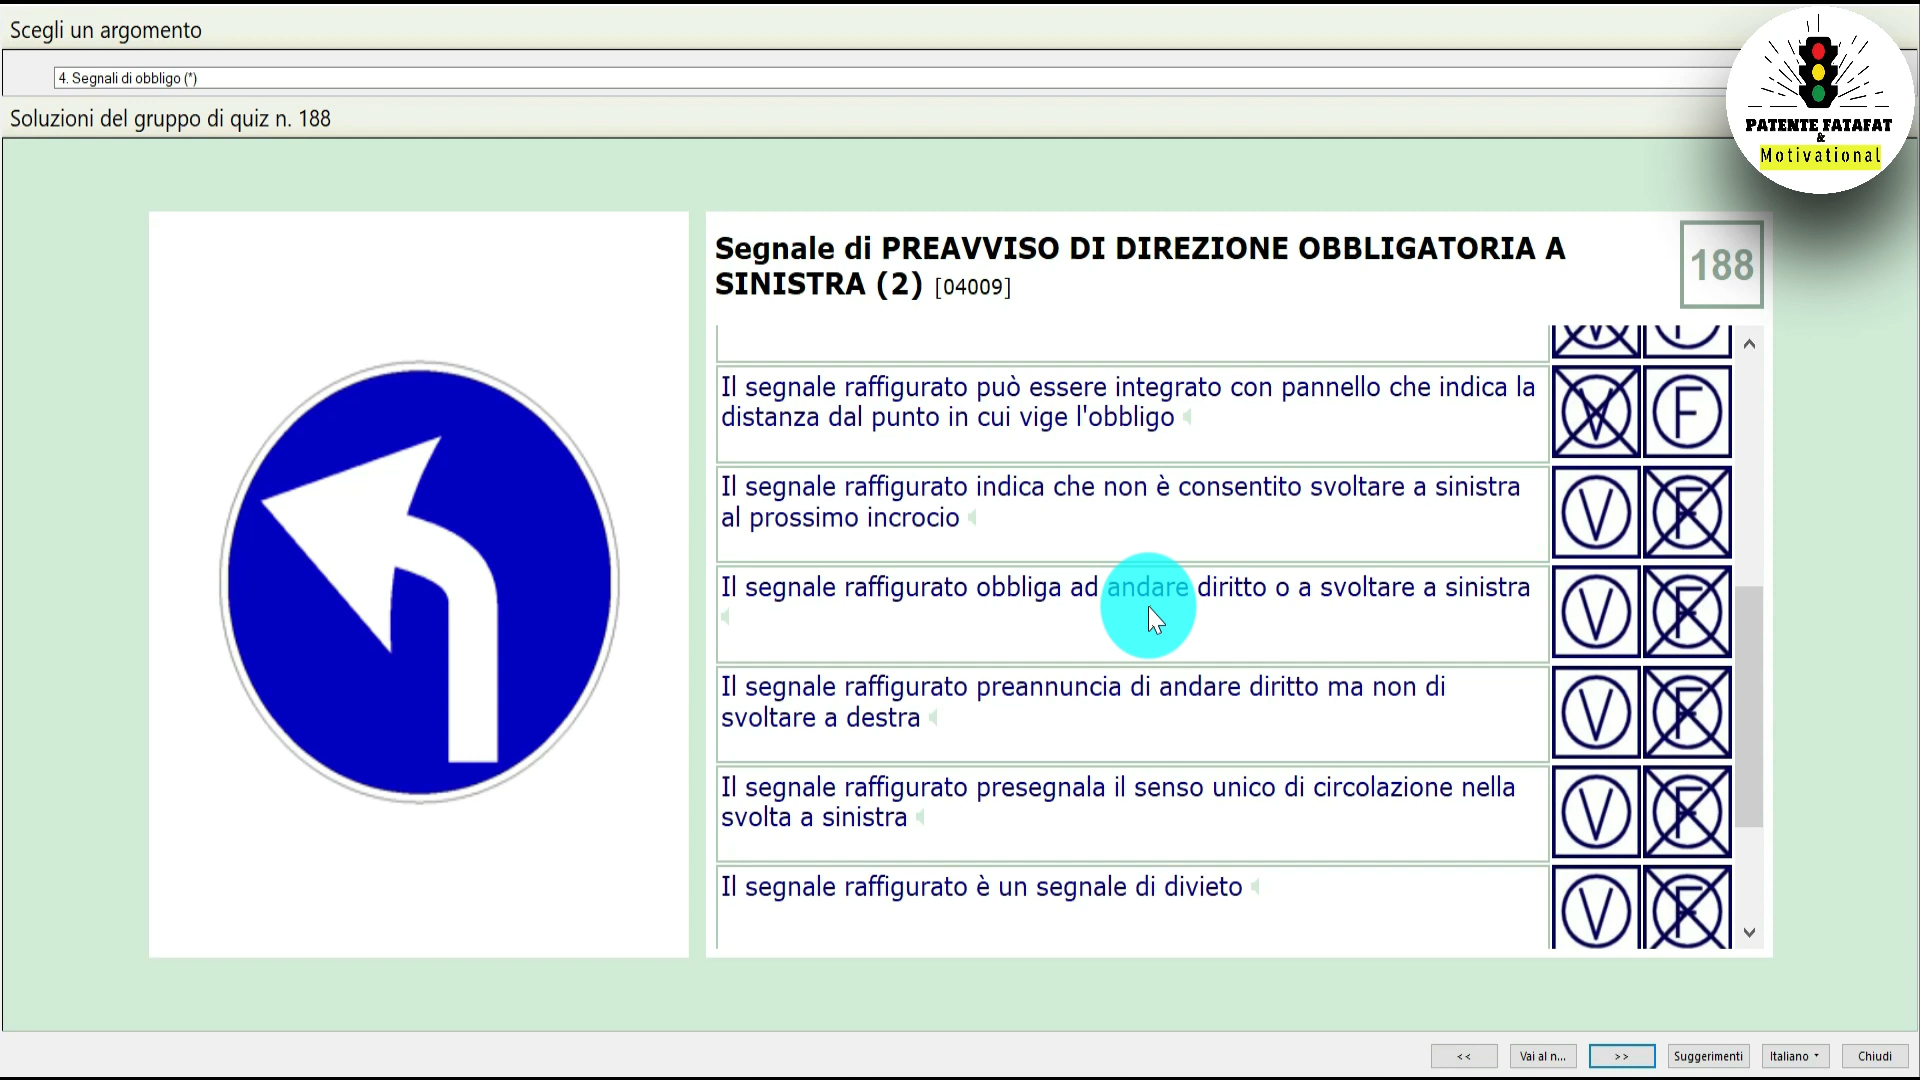 Scegli un argomento
4. Segnali di obbligo (*)
Soluzioni del gruppo di quiz n. 188
PATENTE FATAFAT
&
Motivational
Segnale di PREAVVISO DI DIREZIONE OBBLIGATORIA A
SINISTRA (2) [04009]
188
V F
Il segnale raffigurato può essere integrato con pannello che indica la
distanza dal punto in cui vige l'obbligo
V F
Il segnale raffigurato indica che non è consentito svoltare a sinistra
al prossimo incrocio
V F
Il segnale raffigurato obbliga ad andare diritto o a svoltare a sinistra
V F
Il segnale raffigurato preannuncia di andare diritto ma non di
svoltare a destra
V F
Il segnale raffigurato presegnala il senso unico di circolazione nella
svolta a sinistra
V F
Il segnale raffigurato è un segnale di divieto
V F
<< Vai al n... >> Suggerimenti Italiano Chiudi